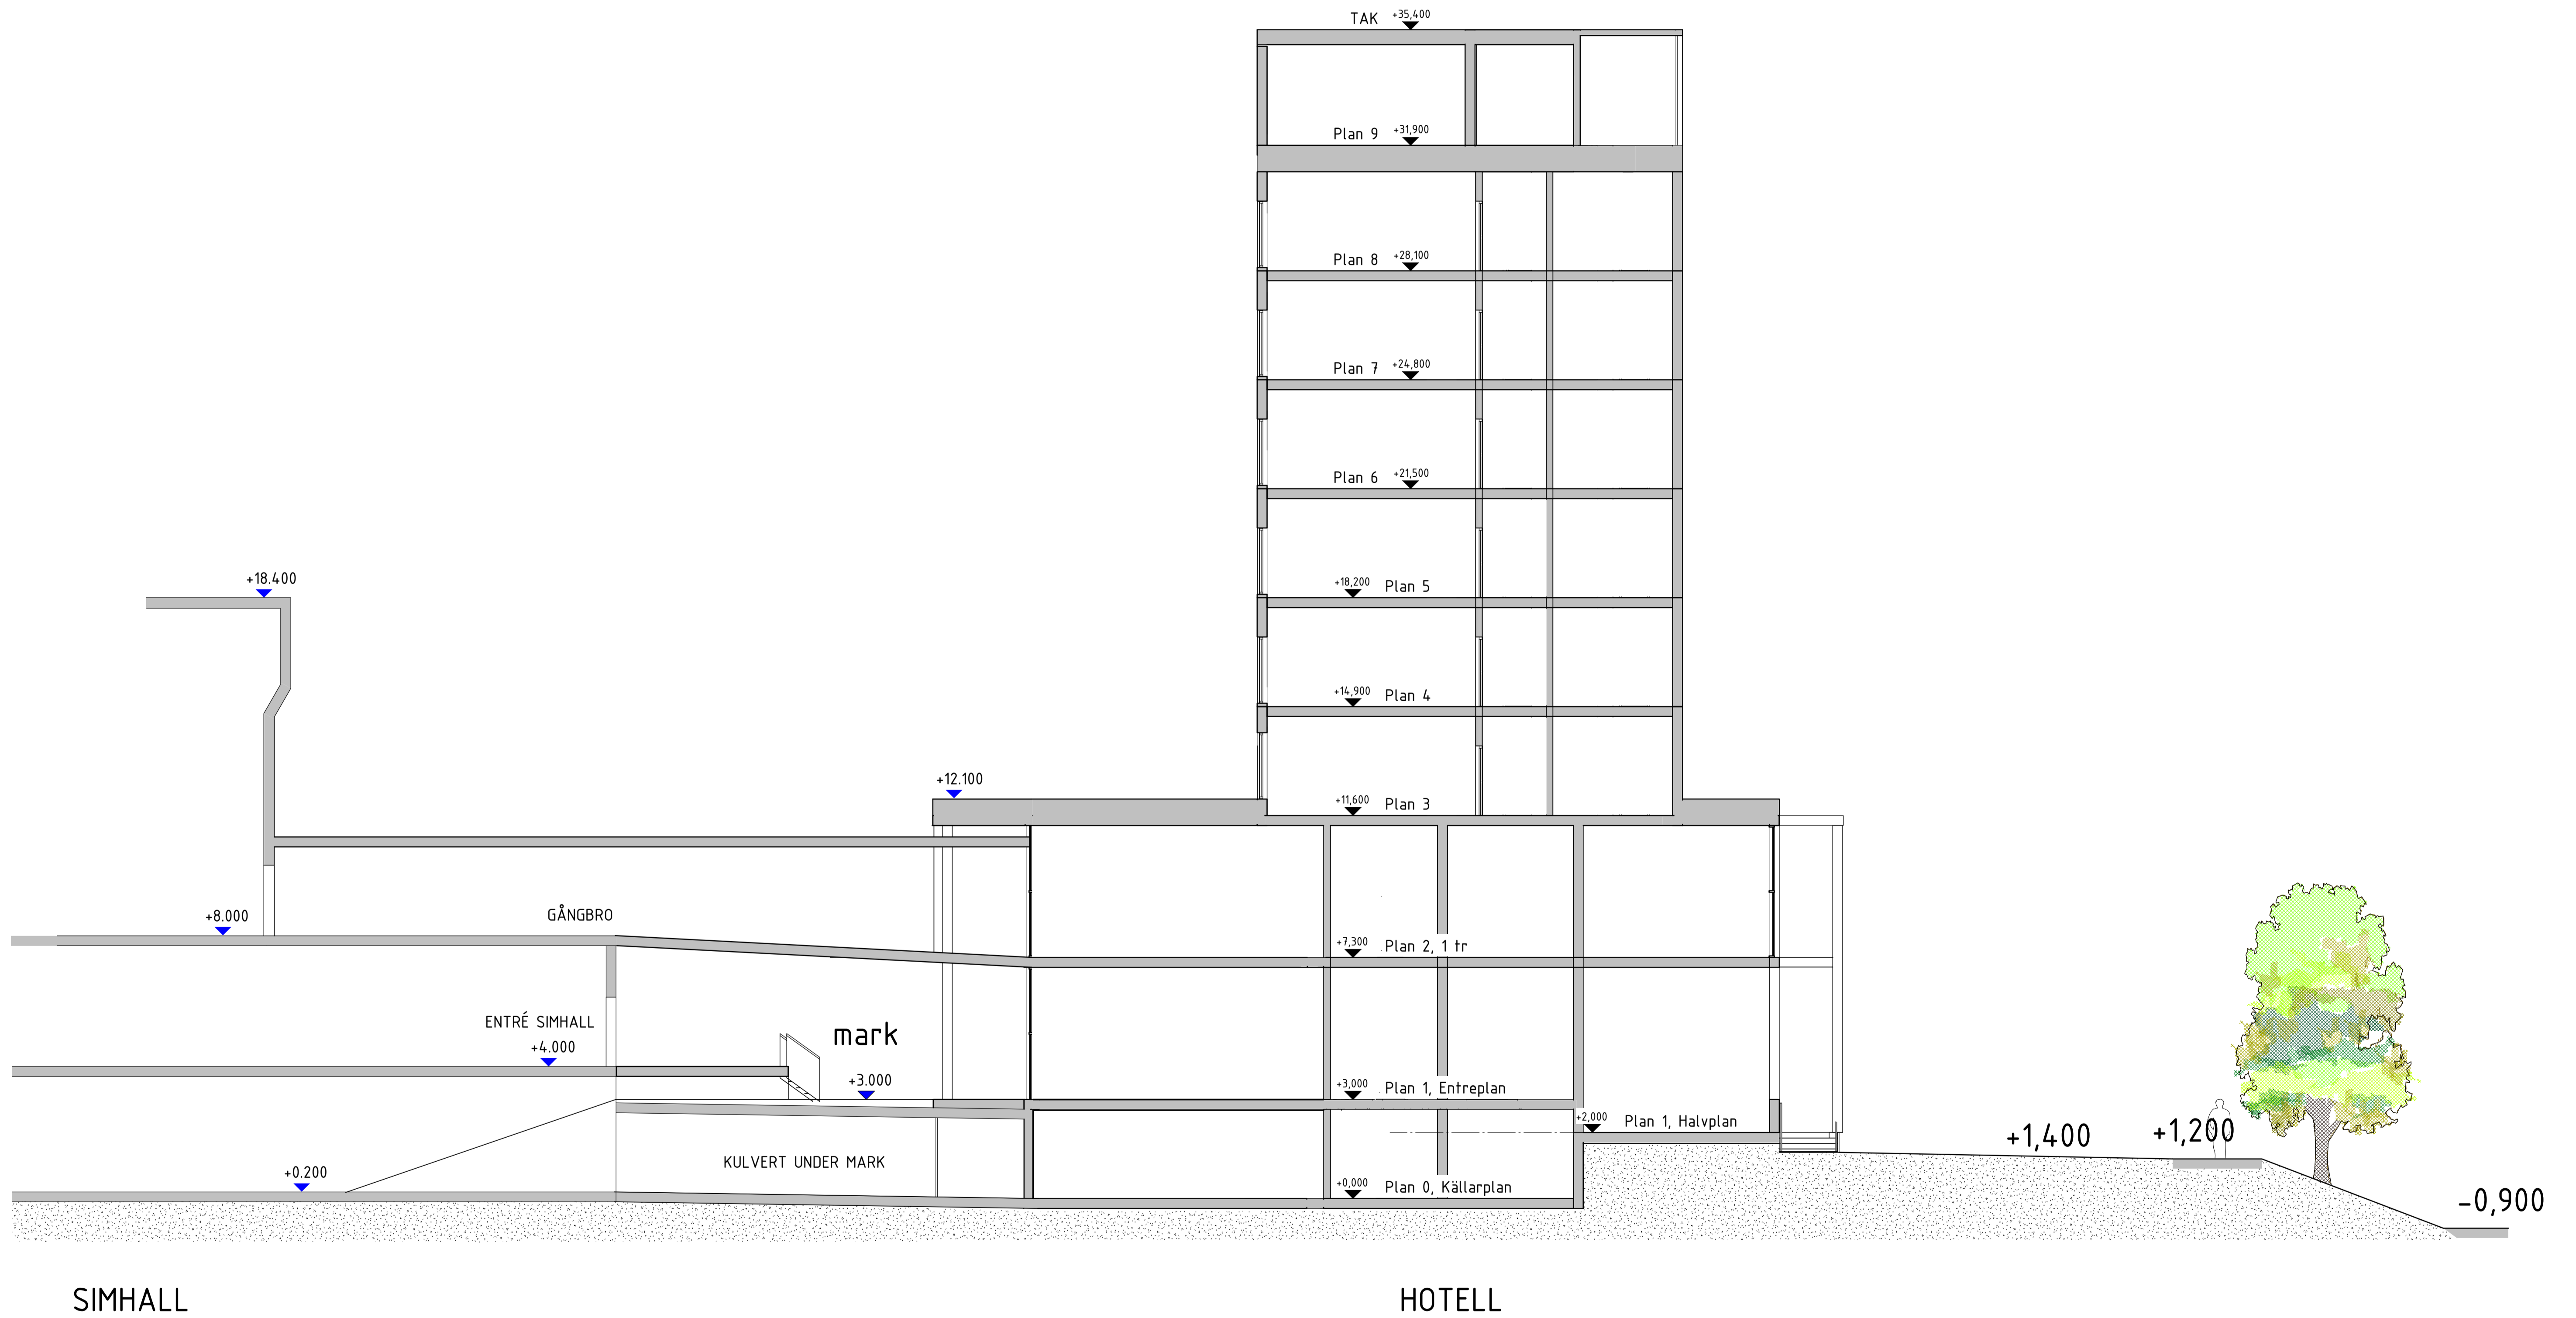 TAK +35,400
Plan 9 +31,900
Plan 8 +28,100
Plan 7 +24,800
Plan 6 +21,500
+18.400
+18,200 Plan 5
+14,900 Plan 4
+12.100
+11,600 Plan 3
+8.000
GÅNGBRO
+7,300 Plan 2, 1 tr
ENTRÉ SIMHALL
+4.000
mark
+3.000
+3,000 Plan 1, Entreplan
+2,000 Plan 1, Halvplan
+1,400
+1,200
KULVERT UNDER MARK
+0.200
+0,000 Plan 0, Källarplan
-0,900
SIMHALL
HOTELL